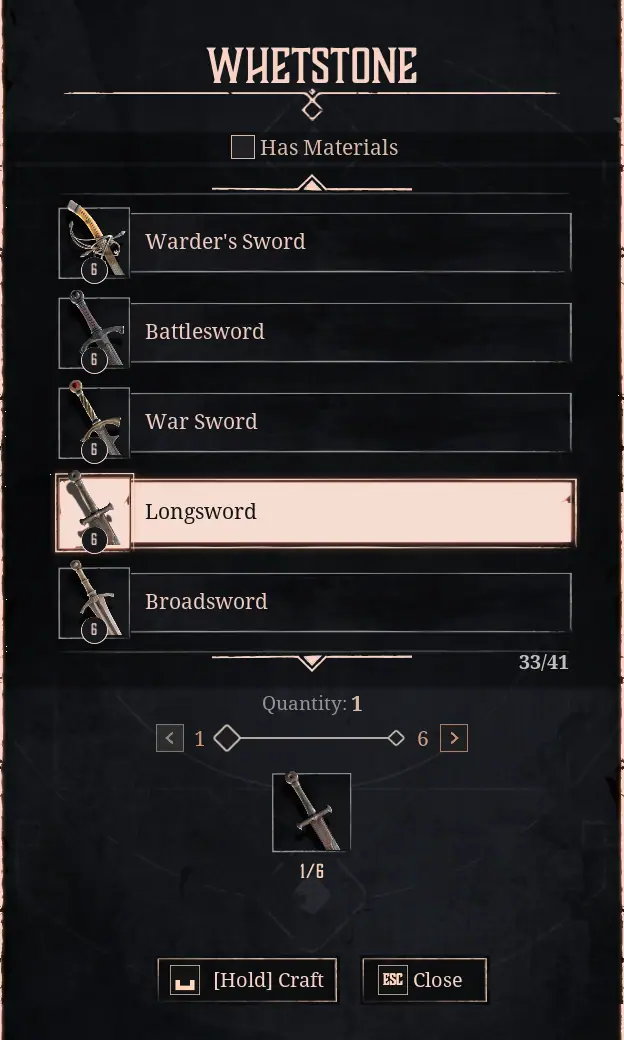 WHETSTONE
Has Materials
6
Warder's Sword
6
Battlesword
6
War Sword
6
Longsword
6
Broadsword
33/41
Quantity: 1
< 1 6 >
1/6
[Hold] Craft
ESC Close